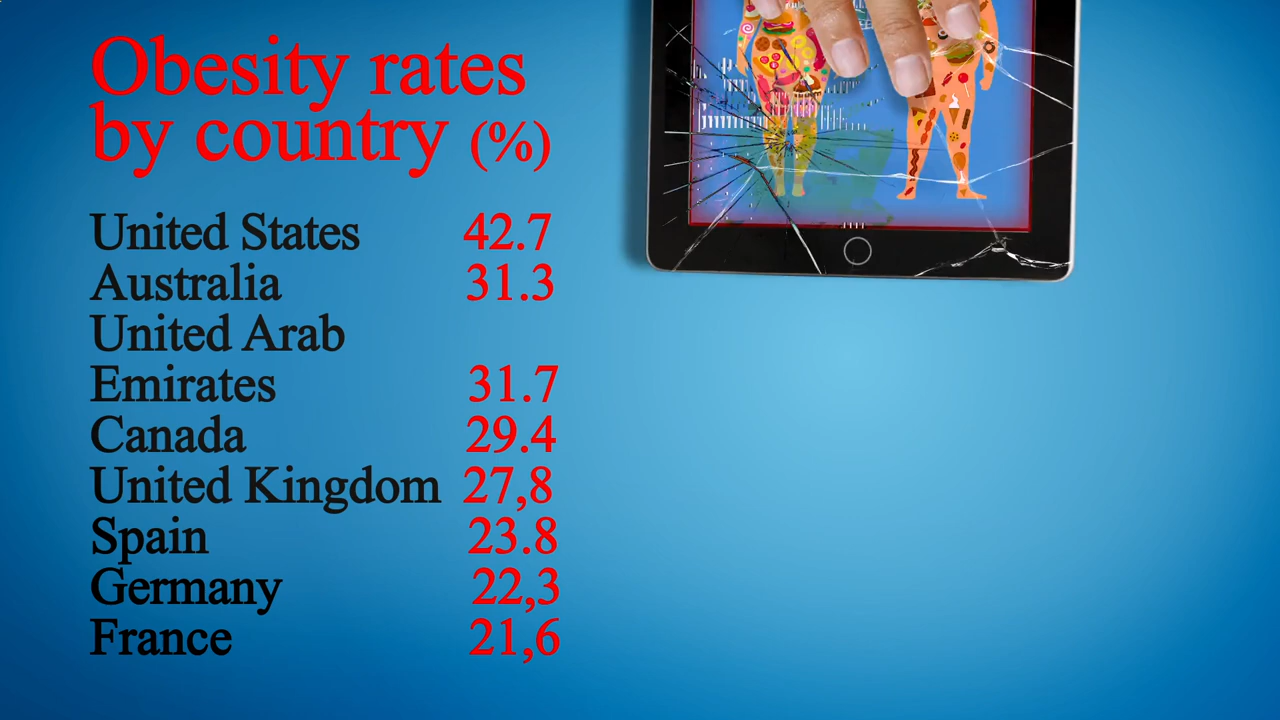 Obesity rates
by country (%)
United States 42.7
Australia 31.3
United Arab
Emirates 31.7
Canada 29.4
United Kingdom 27,8
Spain 23.8
Germany 22,3
France 21,6